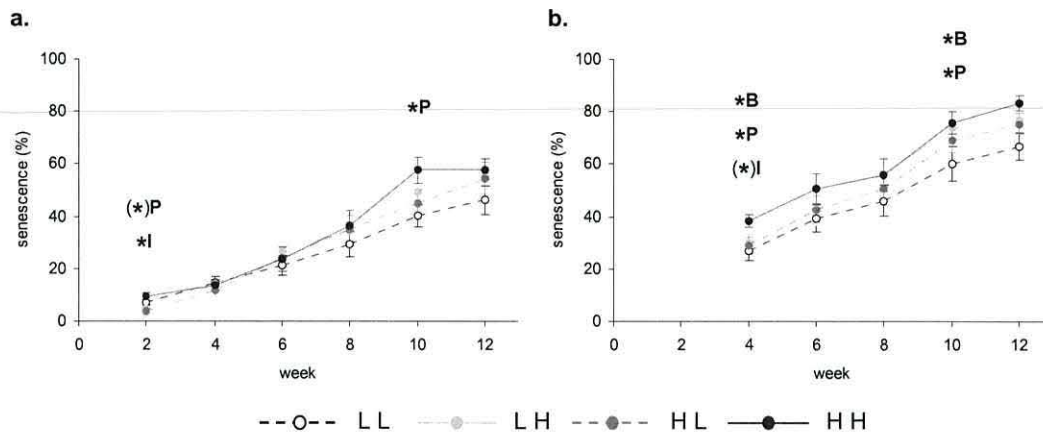 a.
senescence (%)
100
80
60
40
20
0
*P
(*)P
*I
0 2 4 6 8 10 12
week
b.
senescence (%)
100
80
60
40
20
0
*B
*P
*B
*P
(*)I
0 2 4 6 8 10 12
week
L L L H H L H H